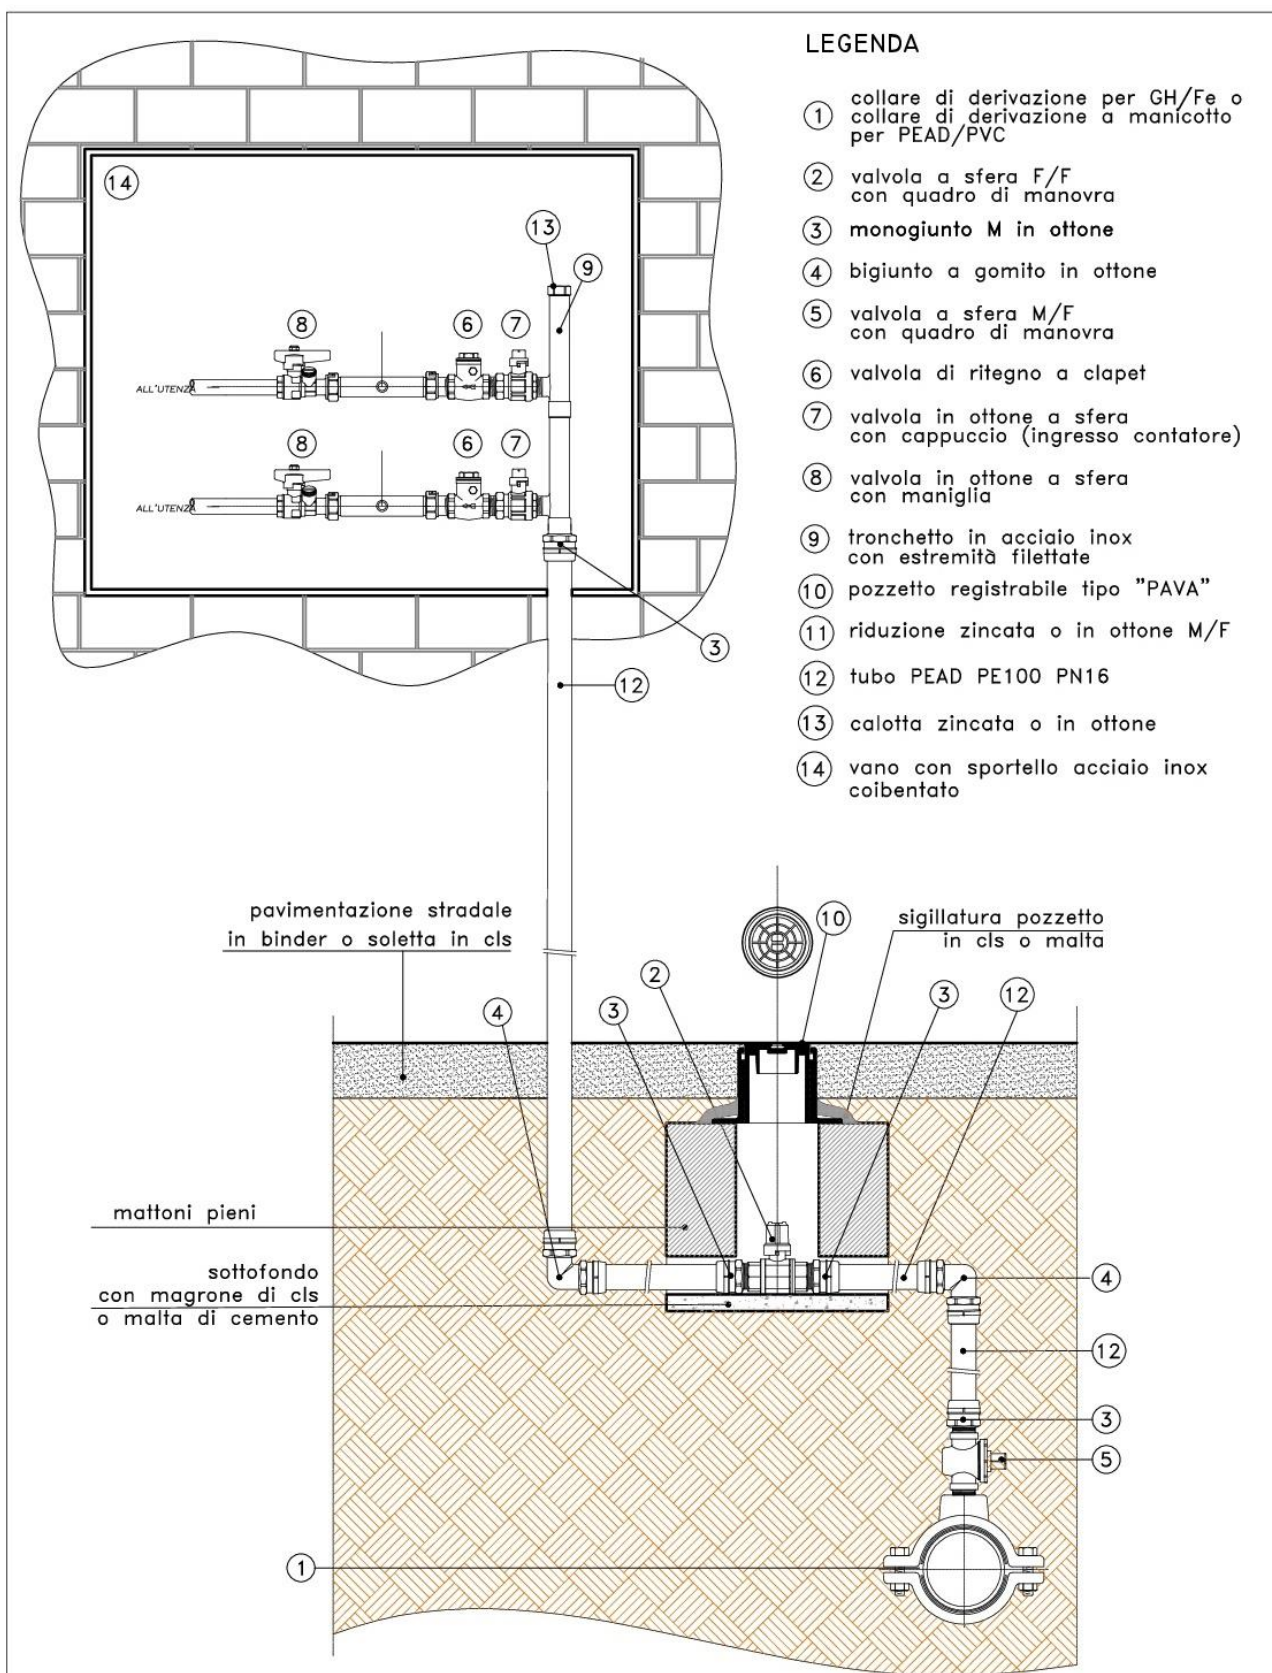 LEGENDA
1 collare di derivazione per GH/Fe o
collare di derivazione a manicotto
per PEAD/PVC
2 valvola a sfera F/F
con quadro di manovra
3 monogiunto M in ottone
4 bigiunto a gomito in ottone
5 valvola a sfera M/F
con quadro di manovra
6 valvola di ritegno a clapet
7 valvola in ottone a sfera
con cappuccio (ingresso contatore)
8 valvola in ottone a sfera
con maniglia
9 tronchetto in acciaio inox
con estremità filettate
10 pozzetto registrabile tipo "PAVA"
11 riduzione zincata o in ottone M/F
12 tubo PEAD PE100 PN16
13 calotta zincata o in ottone
14 vano con sportello acciaio inox
coibentato
14
13
9
8 6 7
ALL'UTENZA
8 6 7
ALL'UTENZA
3
12
pavimentazione stradale
in binder o soletta in cls
10
sigillatura pozzetto
in cls o malta
2
4 3 3 12
mattoni pieni
sottofondo
con magrone di cls
o malta di cemento
4
12
3
5
1